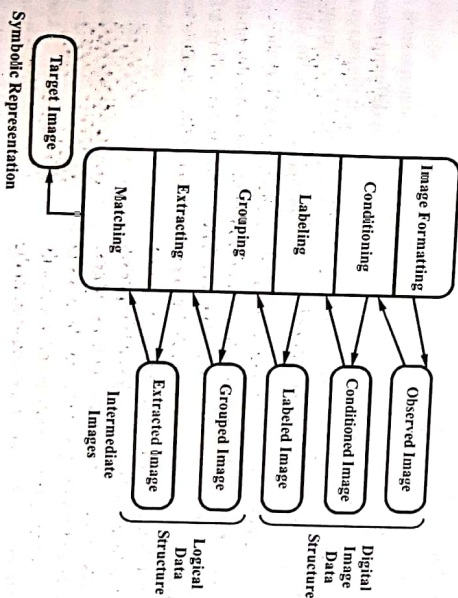 Image Formatting
Conditioning
Labeling
Grouping
Extracting
Matching
Observed Image
Conditioned Image
Labeled Image
Grouped Image
Extracted Image
Digital
Image
Data
Structure
Logical
Data
Structure
Intermediate
Images
Target Image
Symbolic Representation